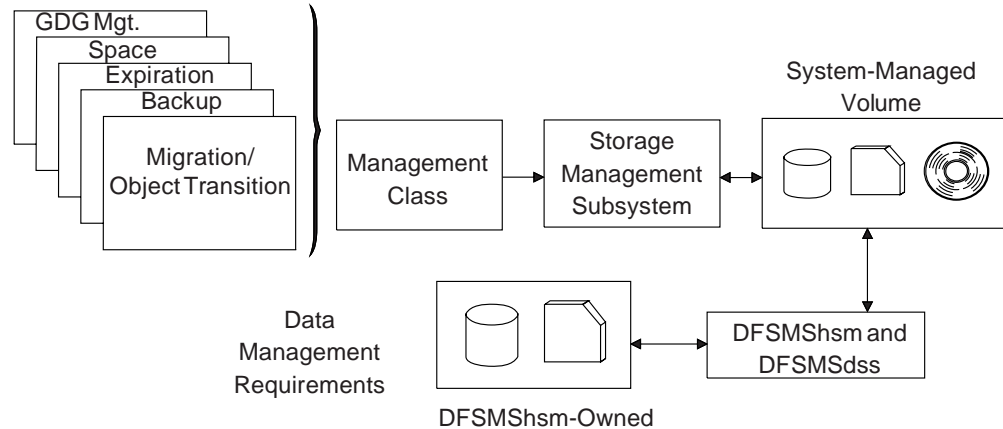 GDG Mgt.
Space
Expiration
Backup
Migration/
Object Transition
Management
Class
Storage
Management
Subsystem
System-Managed
Volume
Data
Management
Requirements
DFSMShsm-Owned
DFSMShsm and
DFSMSdss